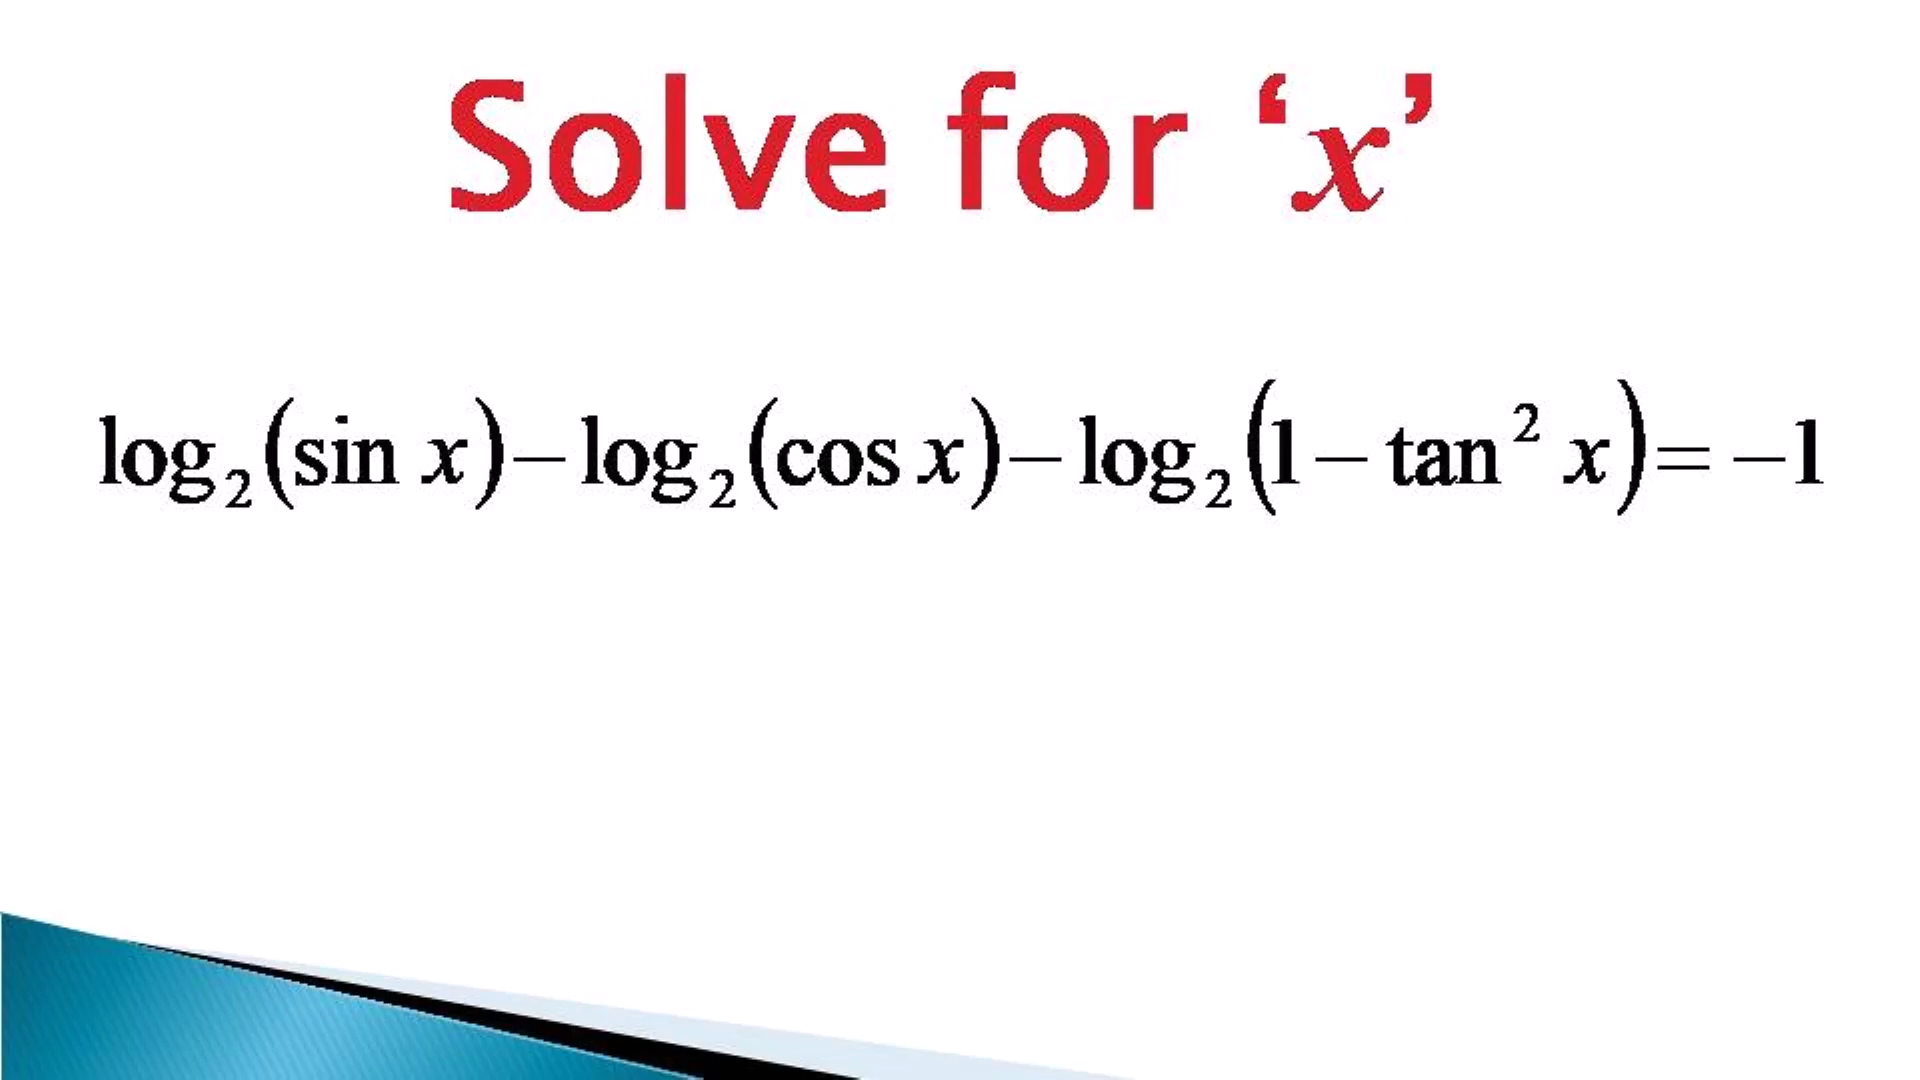 Solve for ‘x’
log₂(sin x) – log₂(cos x) – log₂(1 – tan² x) = –1